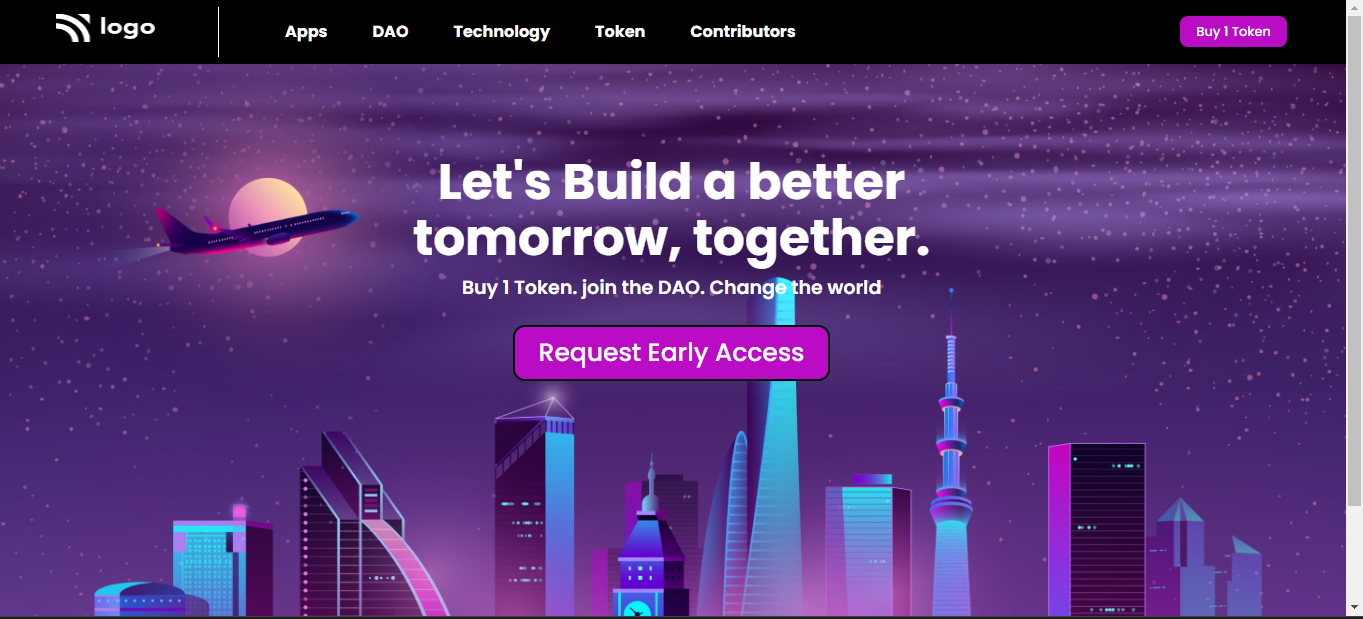 logo
Apps
DAO
Technology
Token
Contributors
Buy 1 Token
Let's Build a better
tomorrow, together.
Buy 1 Token. join the DAO. Change the world
Request Early Access